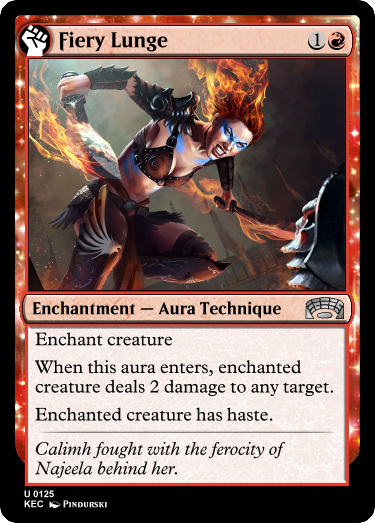 Fiery Lunge 1
Enchantment — Aura Technique
Enchant creature
When this aura enters, enchanted
creature deals 2 damage to any target.
Enchanted creature has haste.
Calimh fought with the ferocity of
Najeela behind her.
U 0125
KEC Pindurski